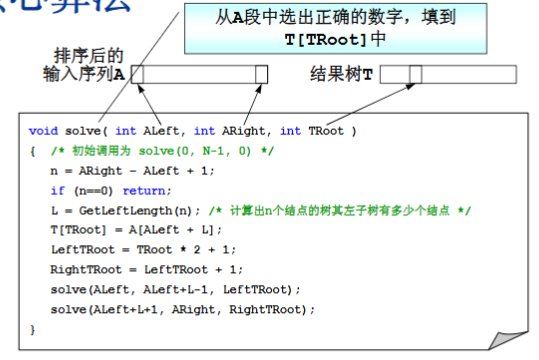 心算法
从A段中选出正确的数字，填到
T[TRoot]中
排序后的
输入序列A
结果树T
void solve( int ALeft, int ARight, int TRoot )
{ /* 初始调用为 solve(0, N-1, 0) */
n = ARight - ALeft + 1;
if (n==0) return;
L = GetLeftLength(n); /* 计算出n个结点的树其左子树有多少个结点 */
T[TRoot] = A[ALeft + L];
LeftTRoot = TRoot * 2 + 1;
RightTRoot = LeftTRoot + 1;
solve(ALeft, ALeft+L-1, LeftTRoot);
solve(ALeft+L+1, ARight, RightTRoot);
}